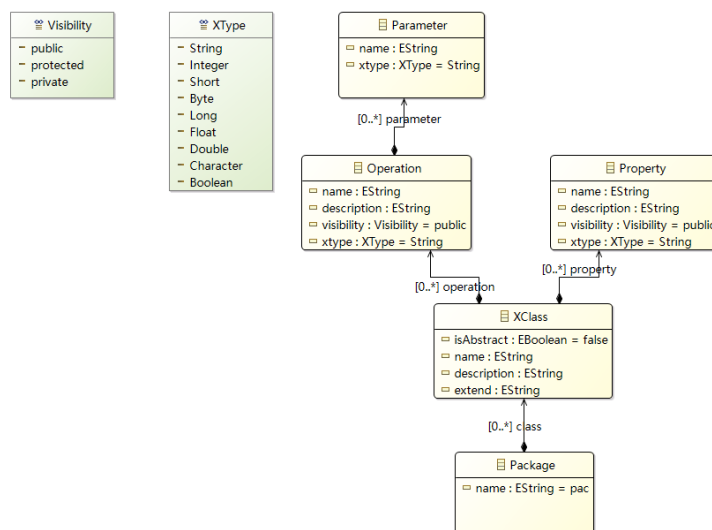 Visibility
public
protected
private
XType
String
Integer
Short
Byte
Long
Float
Double
Character
Boolean
Parameter
name : EString
xtype : XType = String
[0..*] parameter
Operation
name : EString
description : EString
visibility : Visibility = public
xtype : XType = String
Property
name : EString
description : EString
visibility : Visibility = public
xtype : XType = String
[0..*] operation
[0..*] property
XClass
isAbstract : EBoolean = false
name : EString
description : EString
extend : EString
[0..*] class
Package
name : EString = pac